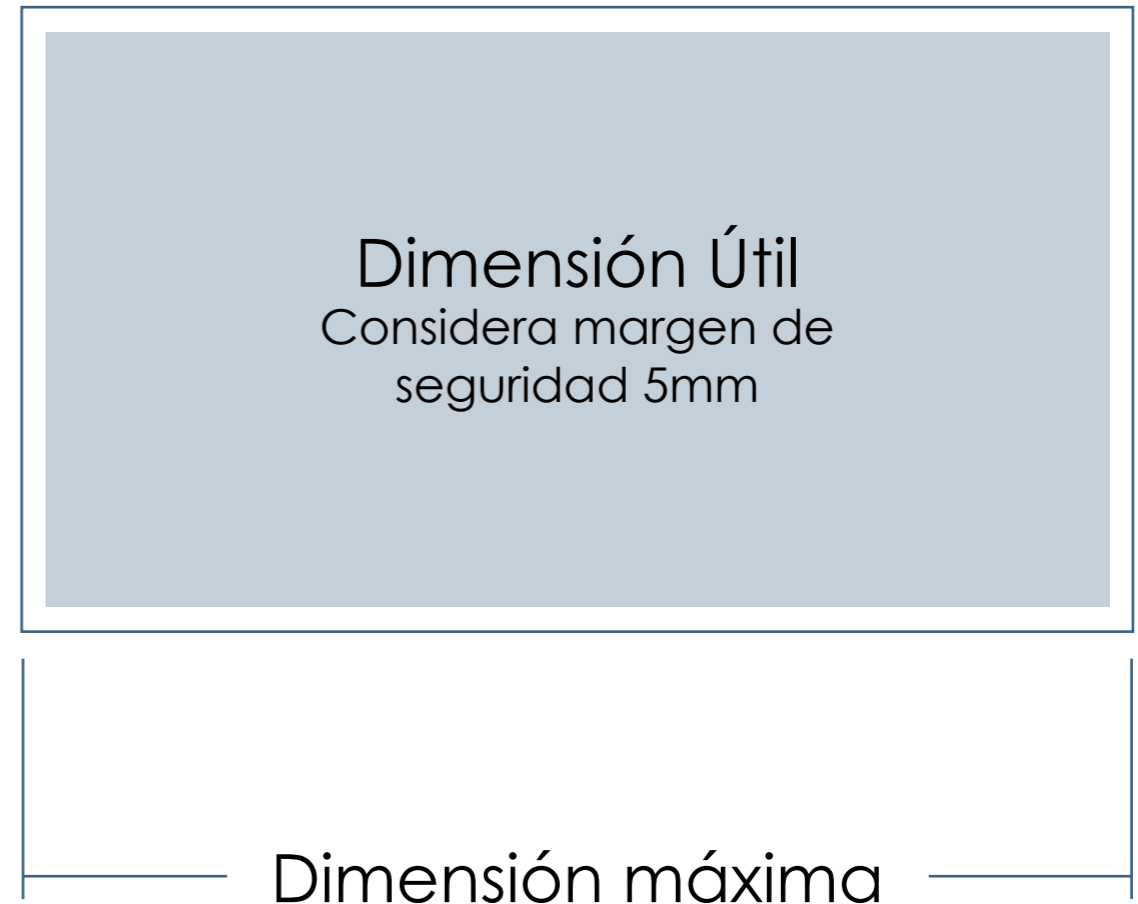 Dimensión Útil
Considera margen de
seguridad 5mm
Dimensión máxima